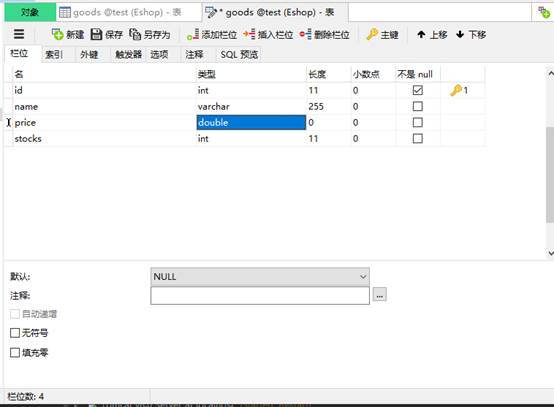 对象 goods @test (Eshop) - 表 * goods @test (Eshop) - 表
新建 保存 另存为 添加栏位 插入栏位 删除栏位 主键 上移 下移
栏位 索引 外键 触发器 选项 注释 SQL 预览
名 类型 长度 小数点 不是 null
id int 11 0 1
name varchar 255 0
price double 0 0
stocks int 11 0
默认: NULL
注释: ...
自动递增
无符号
填充零
栏位数: 4